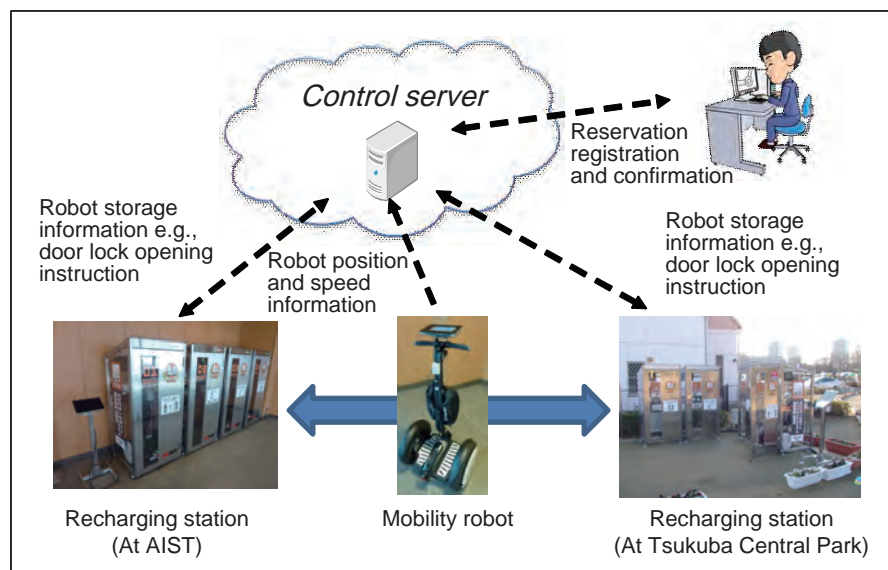 Control server
Reservation
registration
and confirmation
Robot storage
information e.g.,
door lock opening
instruction
Robot position
and speed
information
Robot storage
information e.g.,
door lock opening
instruction
Recharging station
(At AIST)
Mobility robot
Recharging station
(At Tsukuba Central Park)